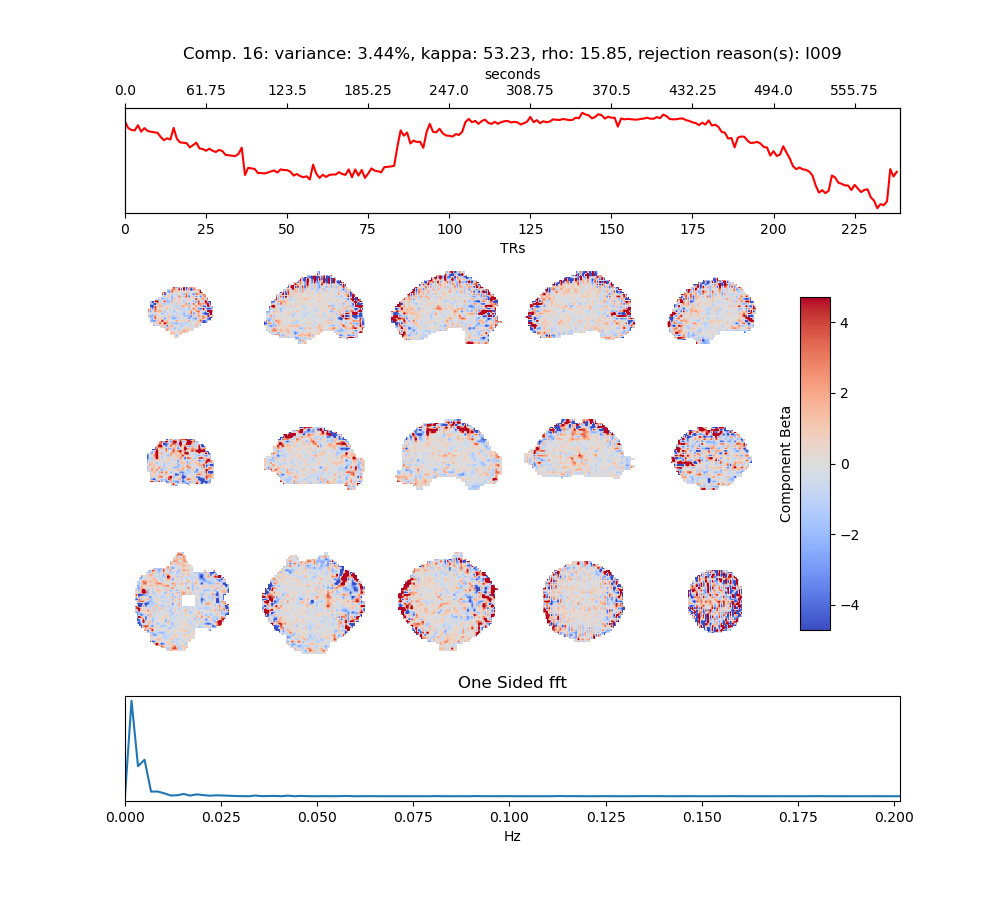 Comp. 16: variance: 3.44%, kappa: 53.23, rho: 15.85, rejection reason(s): I009
seconds
0.0 61.75 123.5 185.25 247.0 308.75 370.5 432.25 494.0 555.75
0 25 50 75 100 125 150 175 200 225
TRs
4
2
0
−2
−4
Component Beta
One Sided fft
0.000 0.025 0.050 0.075 0.100 0.125 0.150 0.175 0.200
Hz